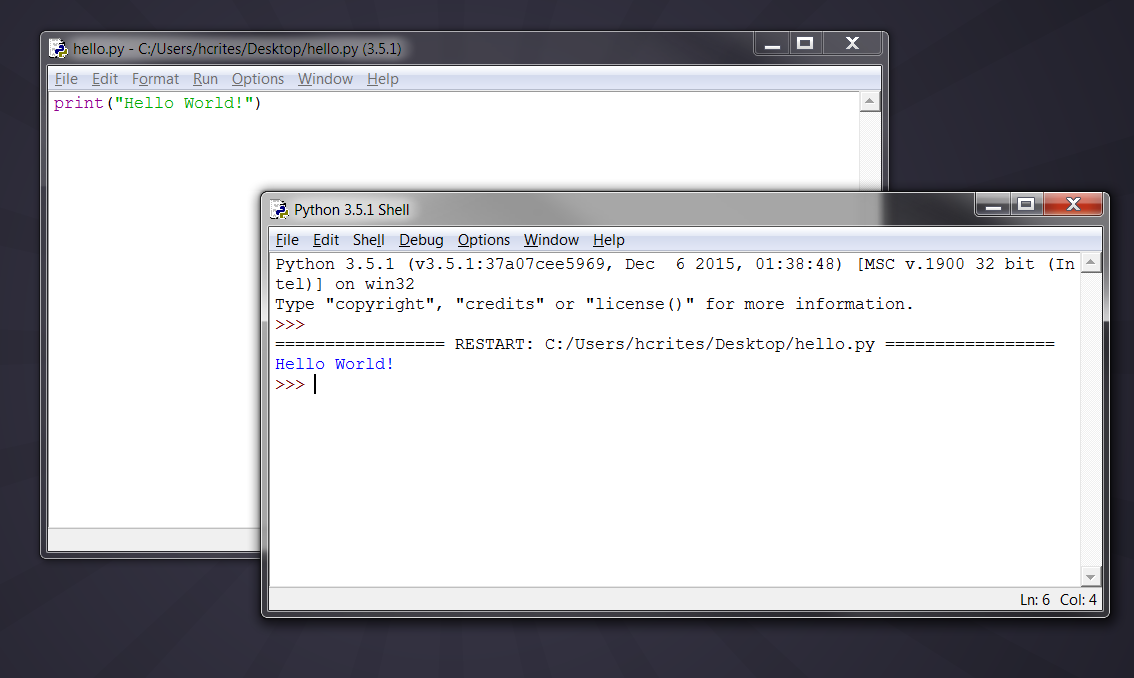 hello.py - C:/Users/hcrites/Desktop/hello.py (3.5.1)
File Edit Format Run Options Window Help
print("Hello World!")
Python 3.5.1 Shell
File Edit Shell Debug Options Window Help
Python 3.5.1 (v3.5.1:37a07cee5969, Dec  6 2015, 01:38:48) [MSC v.1900 32 bit (In
tel)] on win32
Type "copyright", "credits" or "license()" for more information.
>>>
================= RESTART: C:/Users/hcrites/Desktop/hello.py =================
Hello World!
>>>
Ln: 6 Col: 4